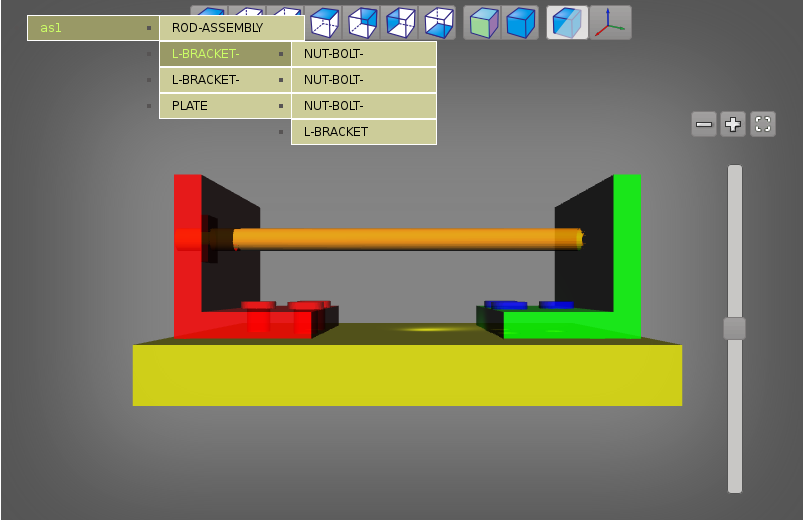 as1
ROD-ASSEMBLY
L-BRACKET-
NUT-BOLT-
L-BRACKET-
NUT-BOLT-
PLATE
NUT-BOLT-
L-BRACKET